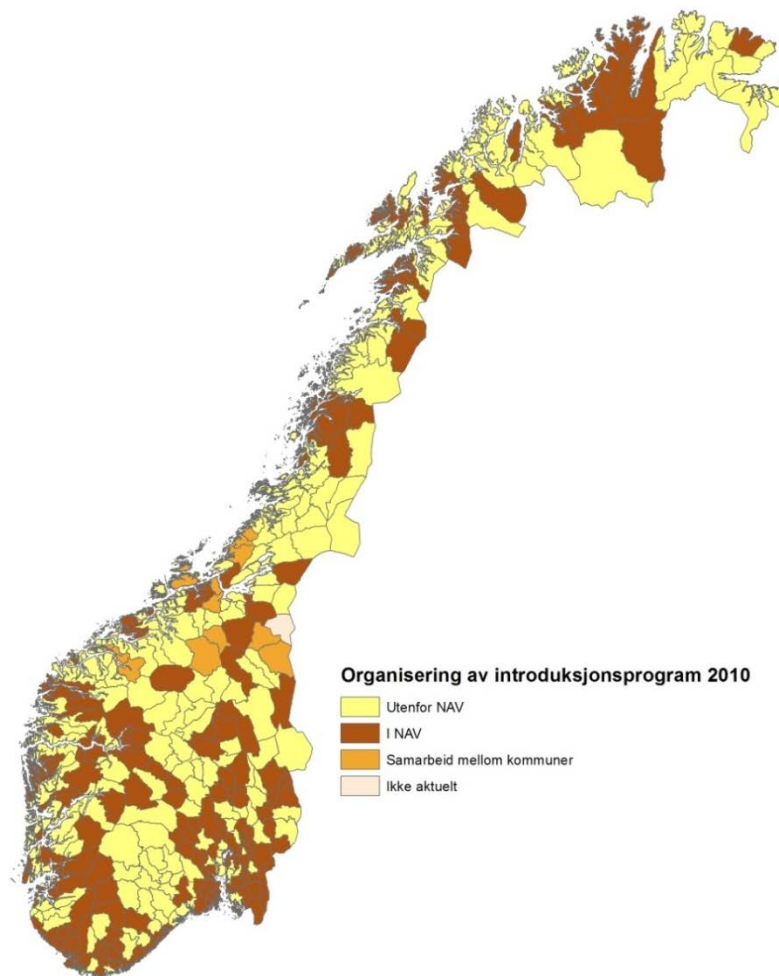 Organisering av introduksjonsprogram 2010
Utenfor NAV
I NAV
Samarbeid mellom kommuner
Ikke aktuelt